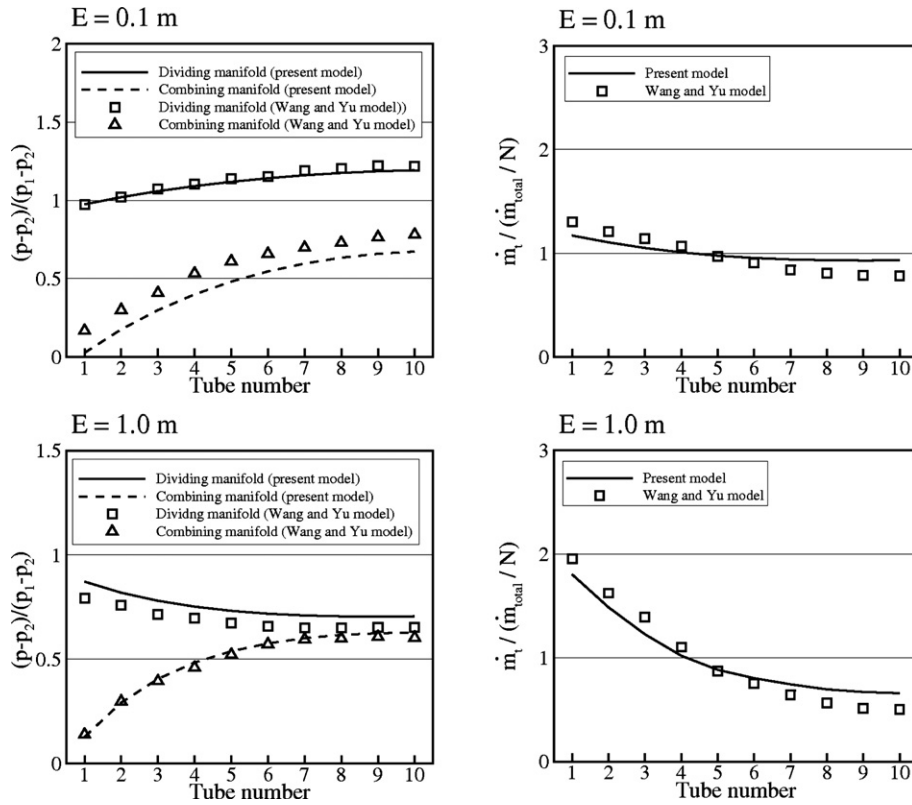 E = 0.1 m
2
1.5
1
0.5
0
(p-p2)/(p1-p2)
Dividing manifold (present model)
Combining manifold (present model)
Dividing manifold (Wang and Yu model))
Combining manifold (Wang and Yu model)
1 2 3 4 5 6 7 8 9 10
Tube number
E = 0.1 m
3
2
1
0
ṁt / (ṁtotal / N)
Present model
Wang and Yu model
1 2 3 4 5 6 7 8 9 10
Tube number
E = 1.0 m
1.5
1
0.5
0
(p-p2)/(p1-p2)
Dividing manifold (present model)
Combining manifold (present model)
Dividng manifold (Wang and Yu model)
Combining manifold (Wang and Yu model)
1 2 3 4 5 6 7 8 9 10
Tube number
E = 1.0 m
3
2
1
0
ṁt / (ṁtotal / N)
Present model
Wang and Yu model
1 2 3 4 5 6 7 8 9 10
Tube number